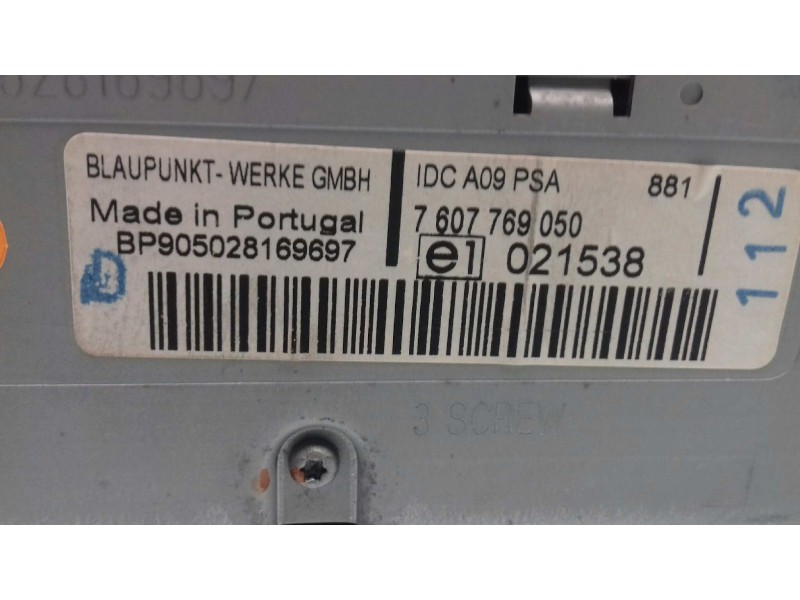 028169697
BLAUPUNKT-WERKE GMBH
Made in Portugal
BP905028169697
IDC A09 PSA 881
7 607 769 050
e1 021538
112
D
3 SCREW